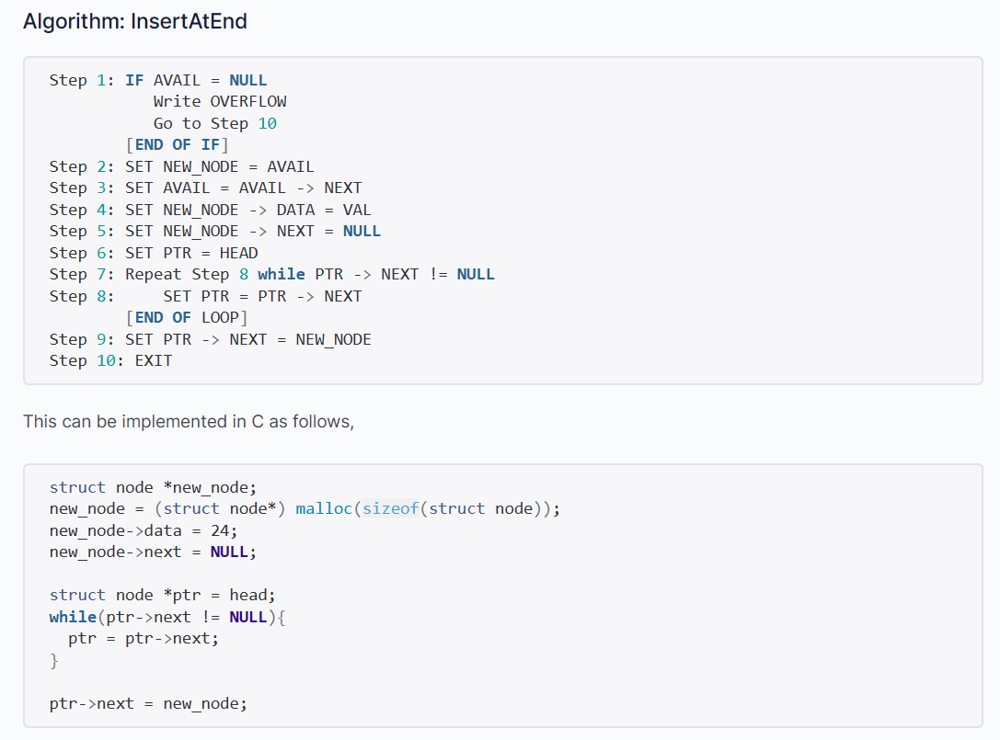 Algorithm: InsertAtEnd
Step 1: IF AVAIL = NULL
Write OVERFLOW
Go to Step 10
[END OF IF]
Step 2: SET NEW_NODE = AVAIL
Step 3: SET AVAIL = AVAIL -> NEXT
Step 4: SET NEW_NODE -> DATA = VAL
Step 5: SET NEW_NODE -> NEXT = NULL
Step 6: SET PTR = HEAD
Step 7: Repeat Step 8 while PTR -> NEXT != NULL
Step 8: SET PTR = PTR -> NEXT
[END OF LOOP]
Step 9: SET PTR -> NEXT = NEW_NODE
Step 10: EXIT
This can be implemented in C as follows,
struct node *new_node;
new_node = (struct node*) malloc(sizeof(struct node));
new_node->data = 24;
new_node->next = NULL;
struct node *ptr = head;
while(ptr->next != NULL){
ptr = ptr->next;
}
ptr->next = new_node;